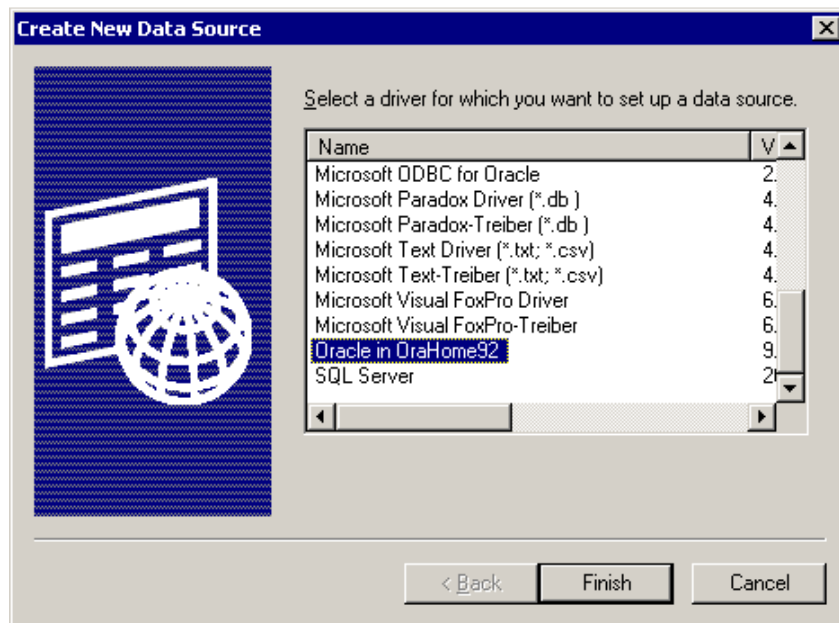 Create New Data Source
Select a driver for which you want to set up a data source.
Name V
Microsoft ODBC for Oracle 2.
Microsoft Paradox Driver (*.db ) 4.
Microsoft Paradox-Treiber (*.db ) 4.
Microsoft Text Driver (*.txt; *.csv) 4.
Microsoft Text-Treiber (*.txt; *.csv) 4.
Microsoft Visual FoxPro Driver 6.
Microsoft Visual FoxPro-Treiber 6.
Oracle in OraHome92 9.
SQL Server 2
< Back Finish Cancel